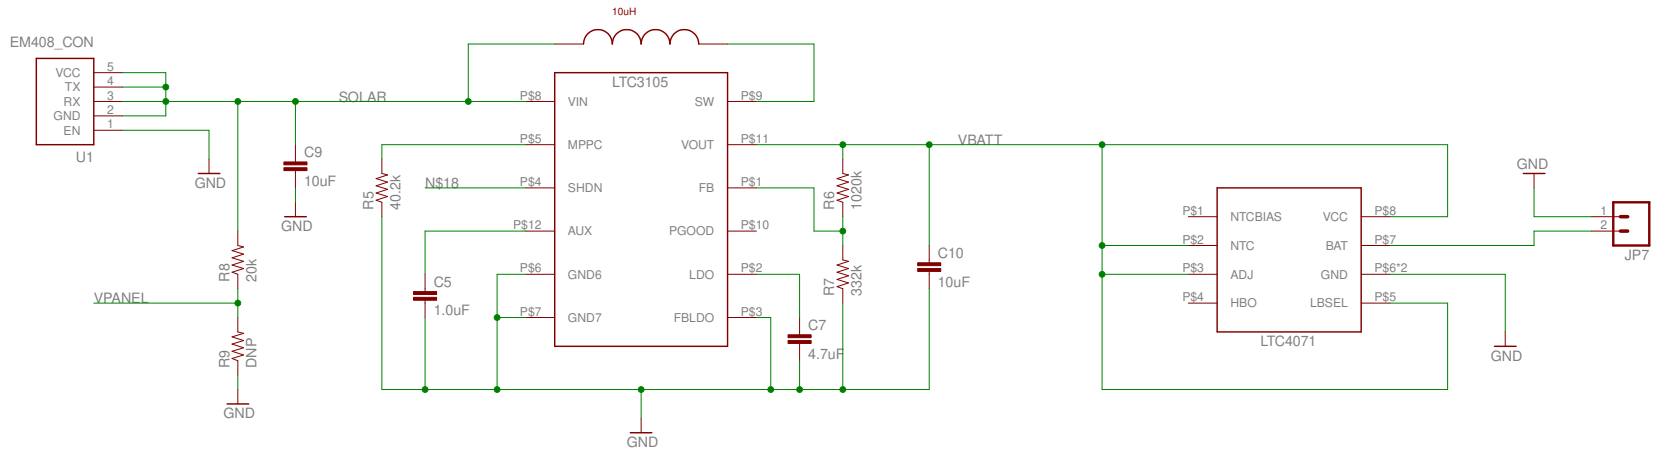 10uH
EM408_CON
VCC 5
TX 4
RX 3
GND 2
EN 1
U1
GND
SOLAR
C9
10uF
GND
R8
20k
VPANEL
R9
DNP
GND
R5
40.2k
N$18
C5
1.0uF
LTC3105
P$8 VIN SW P$9
P$5 MPPC VOUT P$11
P$4 SHDN FB P$1
P$12 AUX PGOOD P$10
P$6 GND6 LDO P$2
P$7 GND7 FBLDO P$3
GND
R6
1020k
R7
332k
C7
4.7uF
C10
10uF
VBATT
P$1 NTCBIAS VCC P$8
P$2 NTC BAT P$7
P$3 ADJ GND P$6*2
P$4 HBO LBSEL P$5
LTC4071
GND
GND
1
2
JP7